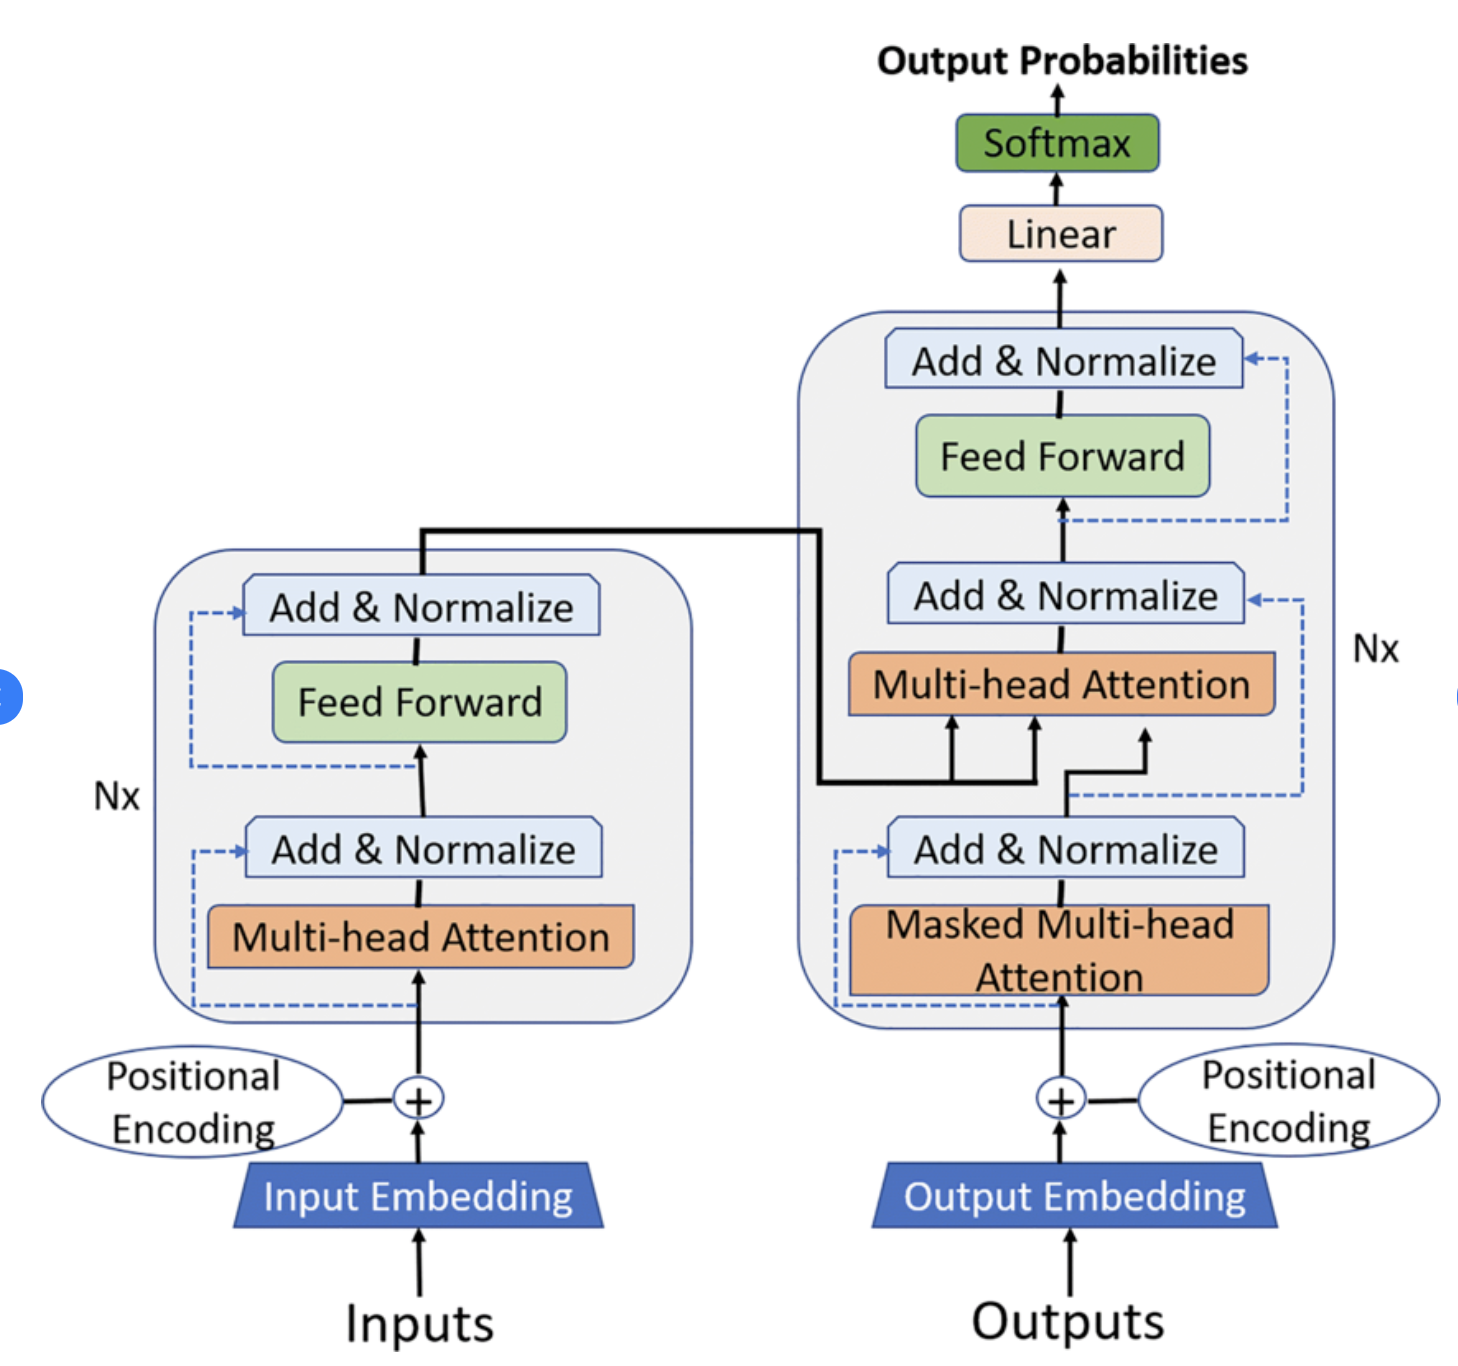 Output Probabilities
Softmax
Linear
Add & Normalize
Feed Forward
Add & Normalize
Multi-head Attention
Nx
Add & Normalize
Masked Multi-head
Attention
Positional
Encoding
+
Output Embedding
Outputs
Add & Normalize
Feed Forward
Nx
Add & Normalize
Multi-head Attention
Positional
Encoding
+
Input Embedding
Inputs